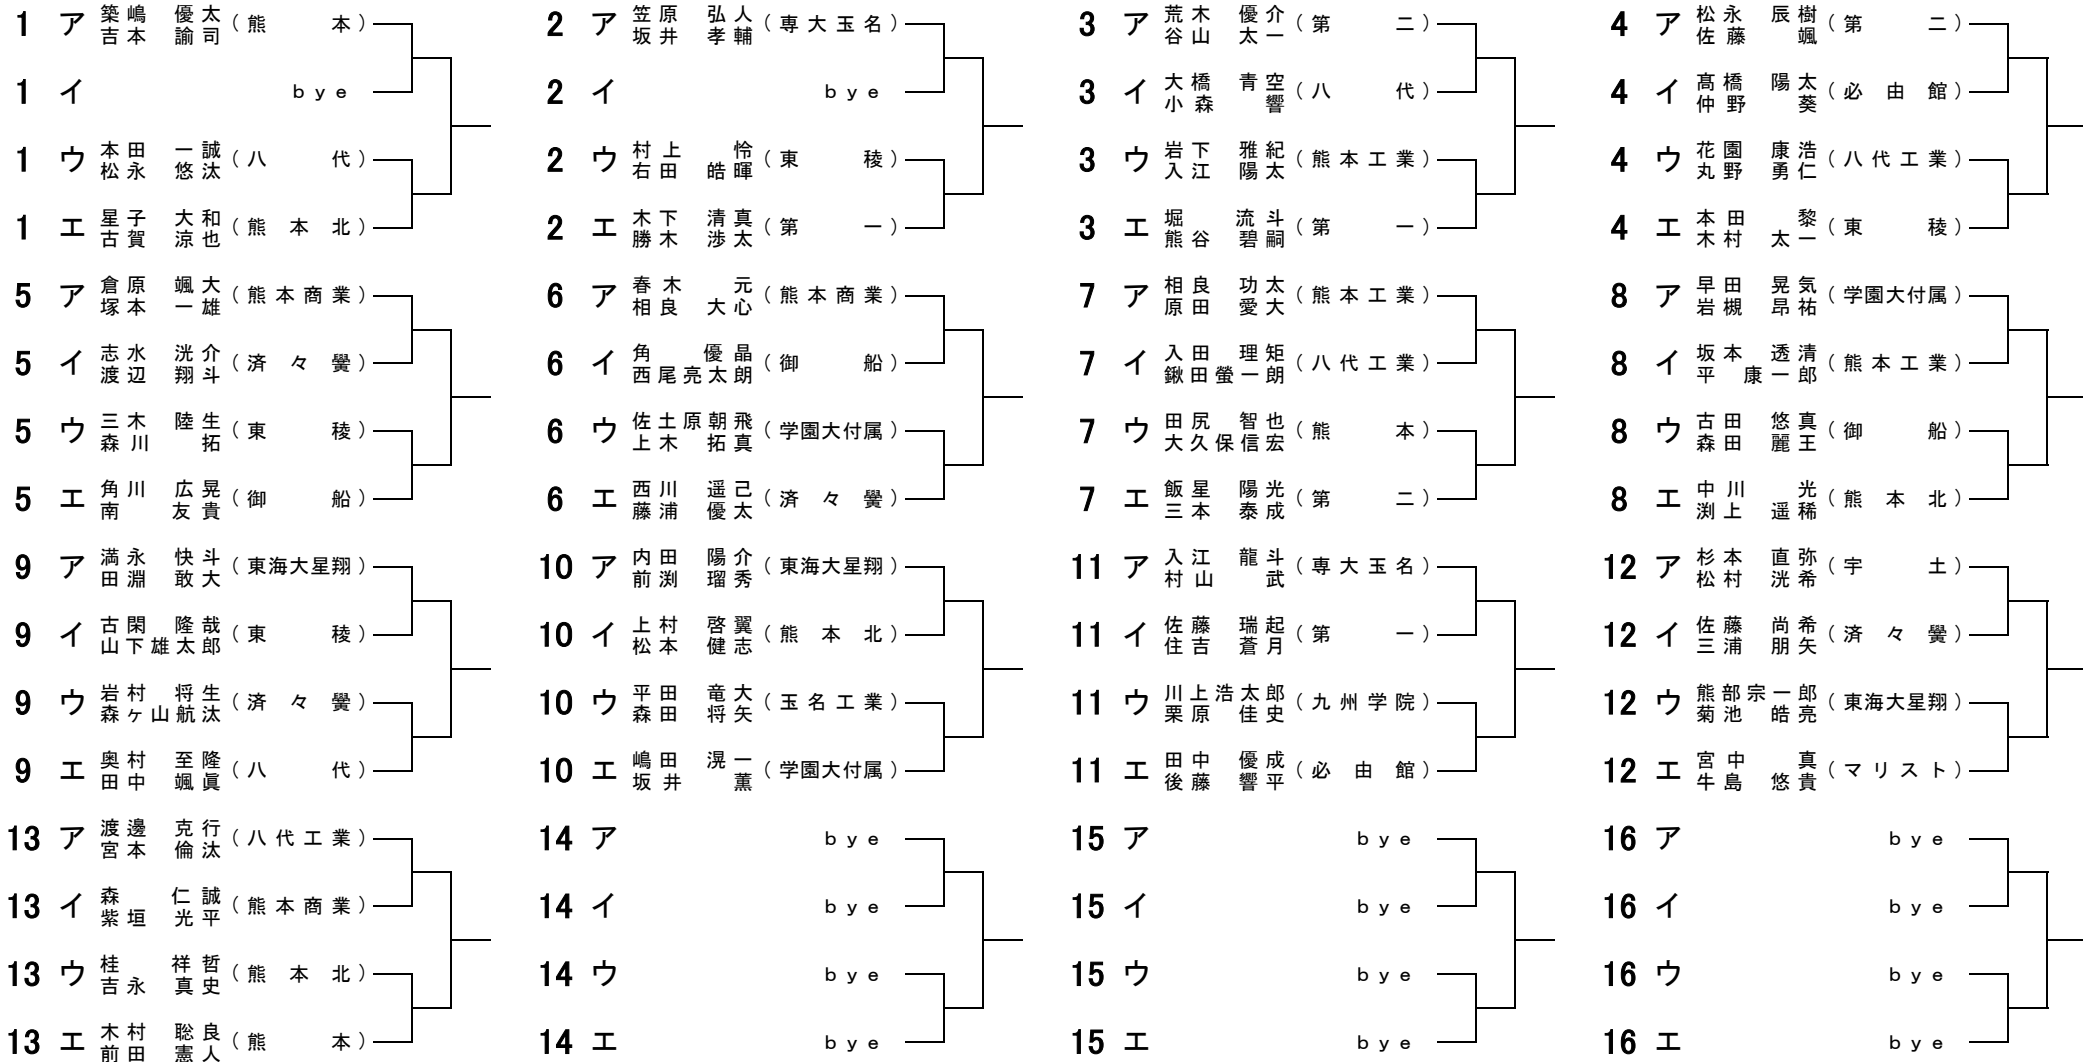 1 ア 築嶋 優太 吉本 諭司 (熊本)
1 イ bye
1 ウ 本田 一誠 松永 悠汰 (八代)
1 エ 星子 大和 古賀 涼也 (熊本北)
2 ア 笠原 弘人 坂井 孝輔 (専大玉名)
2 イ bye
2 ウ 村上 怜 右田 皓暉 (東稜)
2 エ 木下 清真 勝木 渉太 (第一)
3 ア 荒木 優介 谷山 太一 (第二)
3 イ 大橋 青空 小森 響 (八代)
3 ウ 岩下 雅紀 入江 陽太 (熊本工業)
3 エ 堀 流斗 熊谷 碧嗣 (第一)
4 ア 松永 辰樹 佐藤 颯 (第二)
4 イ 髙橋 陽太 仲野 葵 (必由館)
4 ウ 花園 康浩 丸野 勇仁 (八代工業)
4 エ 本田 黎 木村 太一 (東稜)
5 ア 倉原 颯大 塚本 一雄 (熊本商業)
5 イ 志水 洸介 渡辺 翔斗 (済々黌)
5 ウ 三木 陸生 森川 拓 (東稜)
5 エ 角川 広晃 南 友貴 (御船)
6 ア 春木 元 相良 大心 (熊本商業)
6 イ 角 優晶 西尾亮太朗 (御船)
6 ウ 佐土原朝飛 上木 拓真 (学園大付属)
6 エ 西川 遥己 藤浦 優太 (済々黌)
7 ア 相良 功太 原田 愛大 (熊本工業)
7 イ 入田 理矩 鍬田螢一朗 (八代工業)
7 ウ 田尻 智也 大久保信宏 (熊本)
7 エ 飯星 陽光 三本 泰成 (第二)
8 ア 早田 晃気 岩槻 昂祐 (学園大付属)
8 イ 坂本 透清 平 康一郎 (熊本工業)
8 ウ 古田 悠真 森田 麗王 (御船)
8 エ 中川 光 渕上 遥稀 (熊本北)
9 ア 満永 快斗 田淵 敢大 (東海大星翔)
9 イ 古閑 隆哉 山下雄太郎 (東稜)
9 ウ 岩村 将生 森ヶ山航汰 (済々黌)
9 エ 奥村 至隆 田中 颯眞 (八代)
10 ア 内田 陽介 前渕 瑠秀 (東海大星翔)
10 イ 上村 啓翼 松本 健志 (熊本北)
10 ウ 平田 竜大 森田 将矢 (玉名工業)
10 エ 嶋田 滉一 坂井 薫 (学園大付属)
11 ア 入江 龍斗 村山 武 (専大玉名)
11 イ 佐藤 瑞起 住吉 蒼月 (第一)
11 ウ 川上浩太郎 栗原 佳史 (九州学院)
11 エ 田中 優成 後藤 響平 (必由館)
12 ア 杉本 直弥 松村 洸希 (宇土)
12 イ 佐藤 尚希 三浦 朋矢 (済々黌)
12 ウ 熊部宗一郎 菊池 皓亮 (東海大星翔)
12 エ 宮中 真 牛島 悠貴 (マリスト)
13 ア 渡邊 克行 宮本 倫汰 (八代工業)
13 イ 森 仁誠 紫垣 光平 (熊本商業)
13 ウ 桂 祥哲 吉永 真史 (熊本北)
13 エ 木村 聡良 前田 憲人 (熊本)
14 ア bye
14 イ bye
14 ウ bye
14 エ bye
15 ア bye
15 イ bye
15 ウ bye
15 エ bye
16 ア bye
16 イ bye
16 ウ bye
16 エ bye